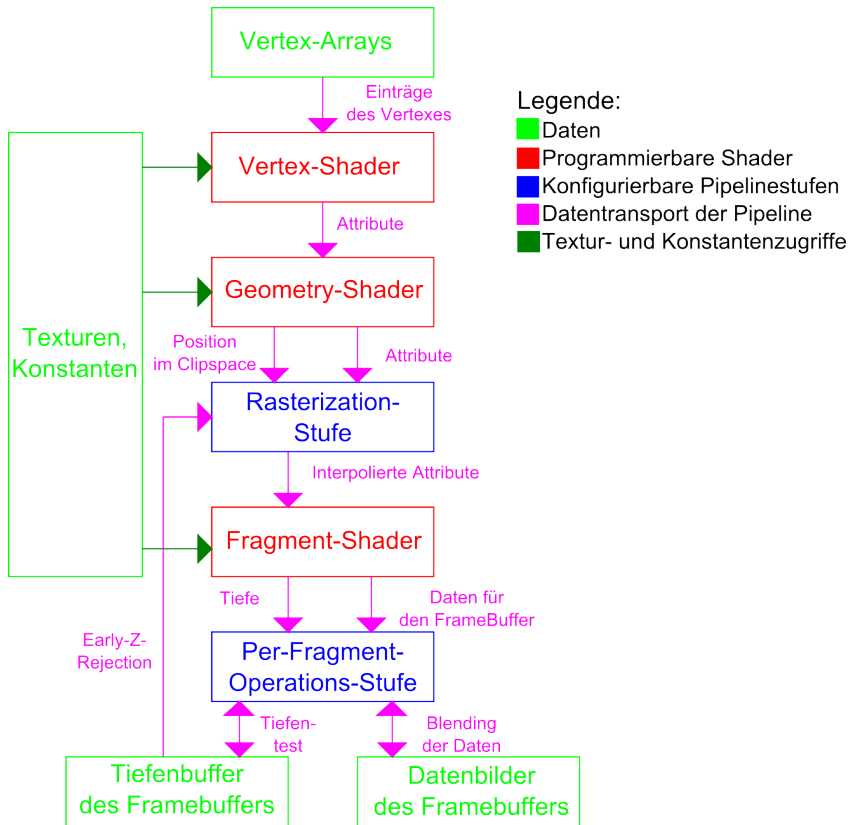 Vertex-Arrays
Einträge
des Vertexes
Legende:
Daten
Programmierbare Shader
Konfigurierbare Pipelinestufen
Datentransport der Pipeline
Textur- und Konstantenzugriffe
Vertex-Shader
Attribute
Geometry-Shader
Texturen,
Konstanten
Position
im Clipspace
Attribute
Rasterization-
Stufe
Interpolierte Attribute
Fragment-Shader
Tiefe
Daten für
den FrameBuffer
Early-Z-
Rejection
Per-Fragment-
Operations-Stufe
Tiefen-
test
Blending
der Daten
Tiefenbuffer
des Framebuffers
Datenbilder
des Framebuffers